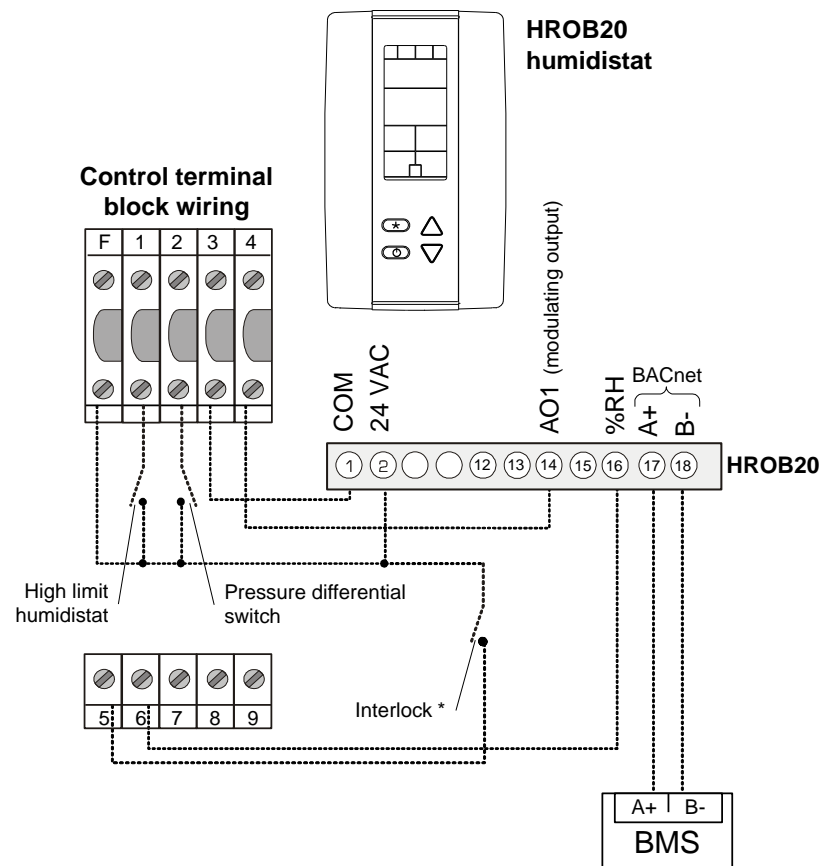 HROB20
humidistat
Control terminal
block wiring
F 1 2 3 4
COM
24 VAC
AO1 (modulating output)
%RH
BACnet
A+
B-
1 2 12 13 14 15 16 17 18
HROB20
High limit
humidistat
Pressure differential
switch
Interlock *
5 6 7 8 9
A+ B-
BMS